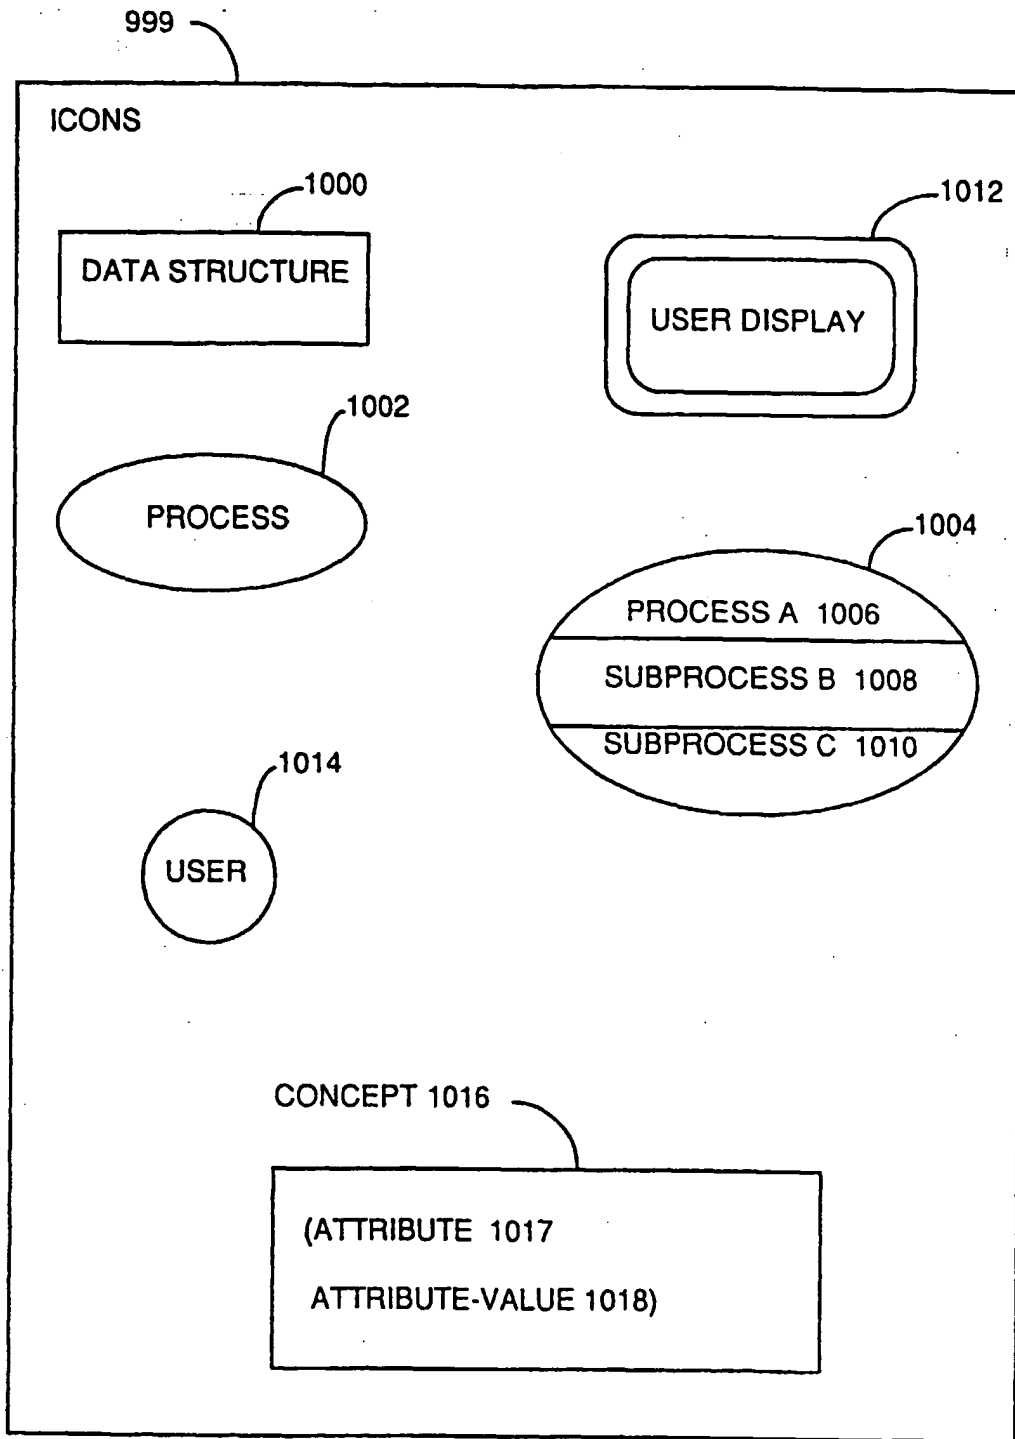 999
ICONS
1000
DATA STRUCTURE
1012
USER DISPLAY
1002
PROCESS
1004
PROCESS A 1006
SUBPROCESS B 1008
SUBPROCESS C 1010
1014
USER
CONCEPT 1016
(ATTRIBUTE 1017
ATTRIBUTE-VALUE 1018)